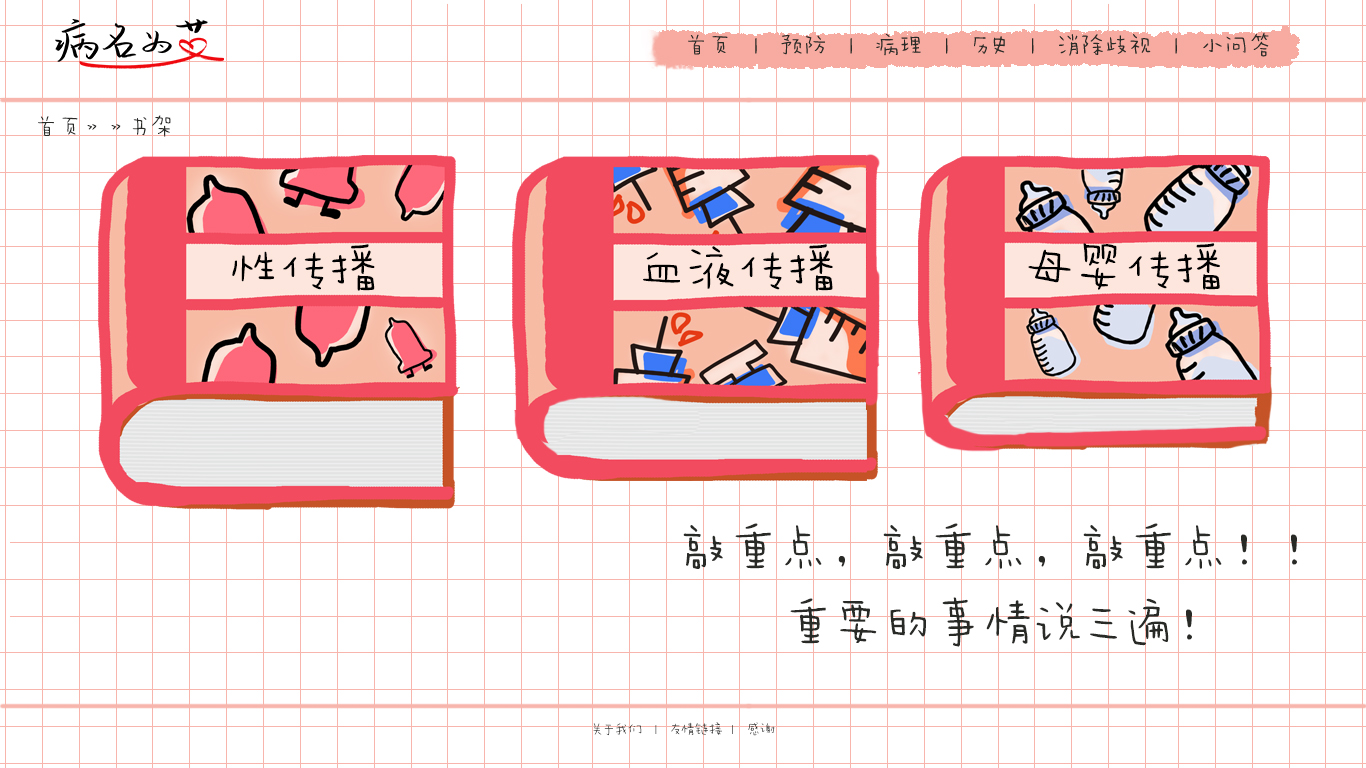 病名为艾
首页 | 预防 | 病理 | 历史 | 消除歧视 | 小问答
首页» »书架
性传播
血液传播
母婴传播
敲重点，敲重点，敲重点！！
重要的事情说三遍！
关于我们 | 友情链接 | 感谢